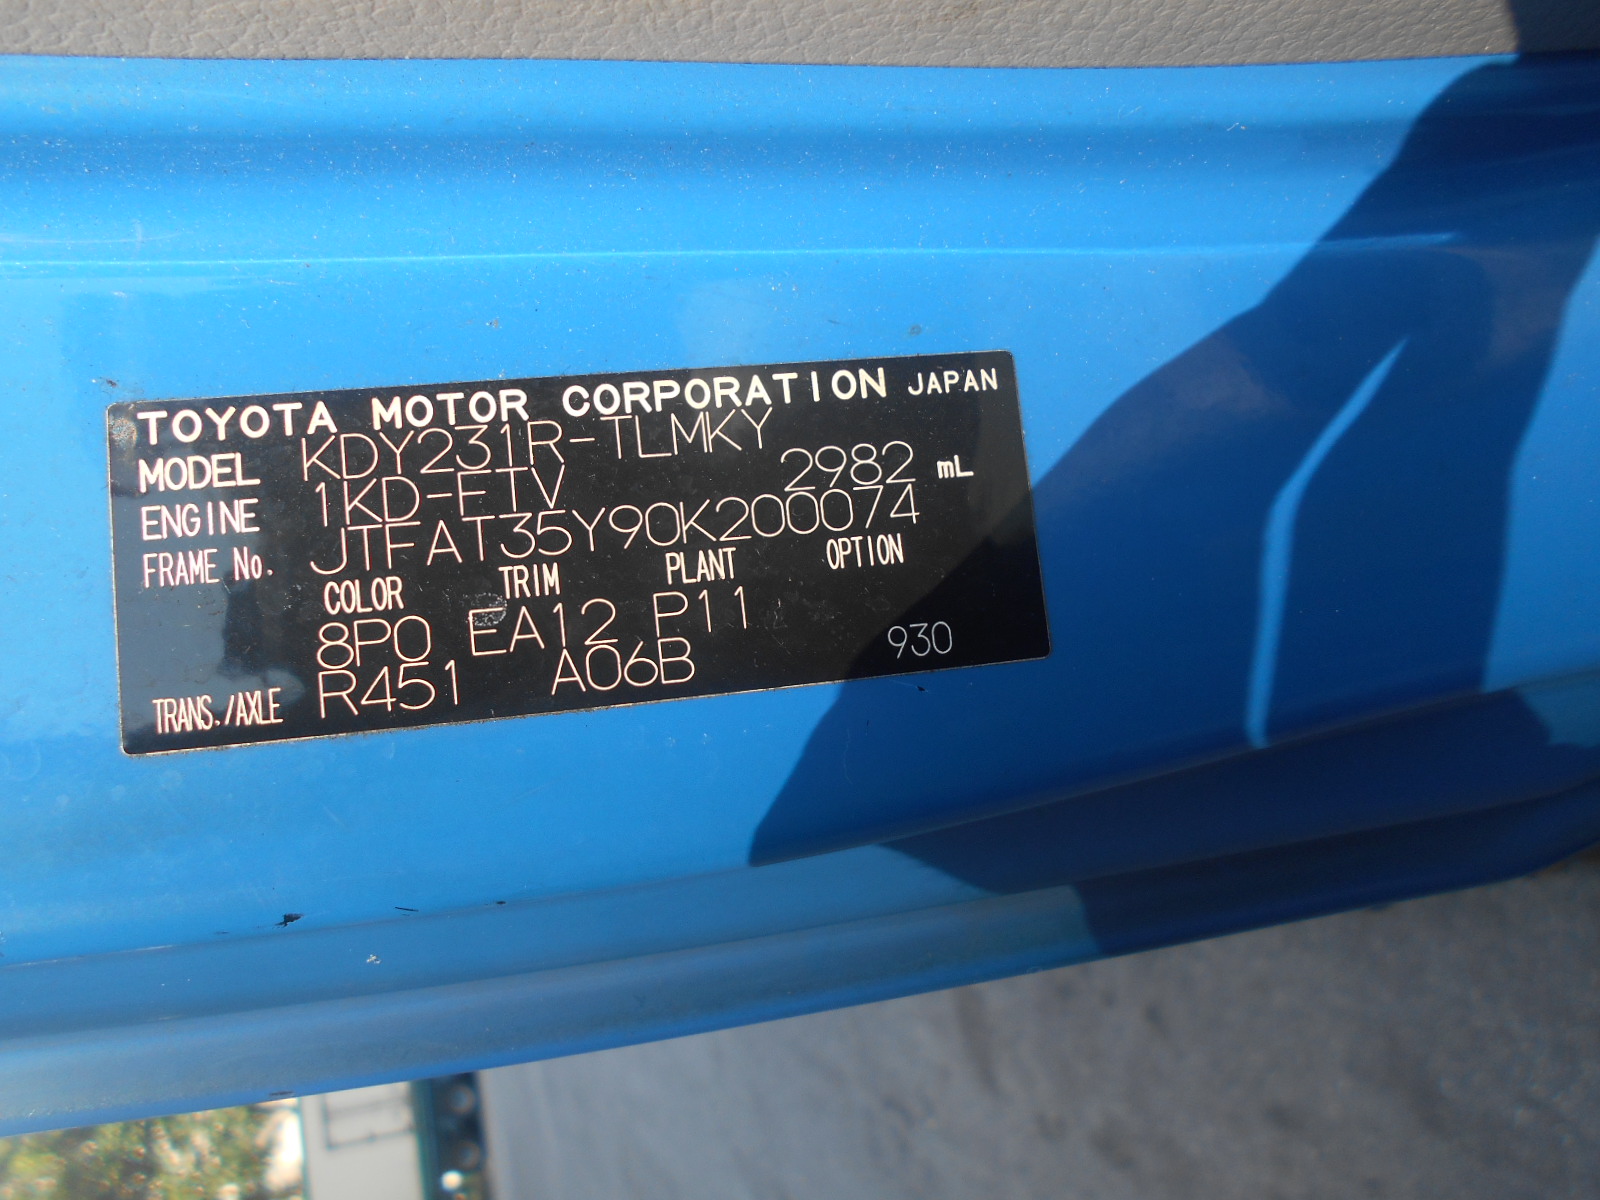 TOYOTA MOTOR CORPORATION JAPAN
MODEL KDY231R-TLMKY
ENGINE 1KD-FTV 2982 mL
FRAME No. JTFAT35Y90K200074
COLOR TRIM PLANT OPTION
8P0 EA12 P11
TRANS./AXLE R451 A06B 930